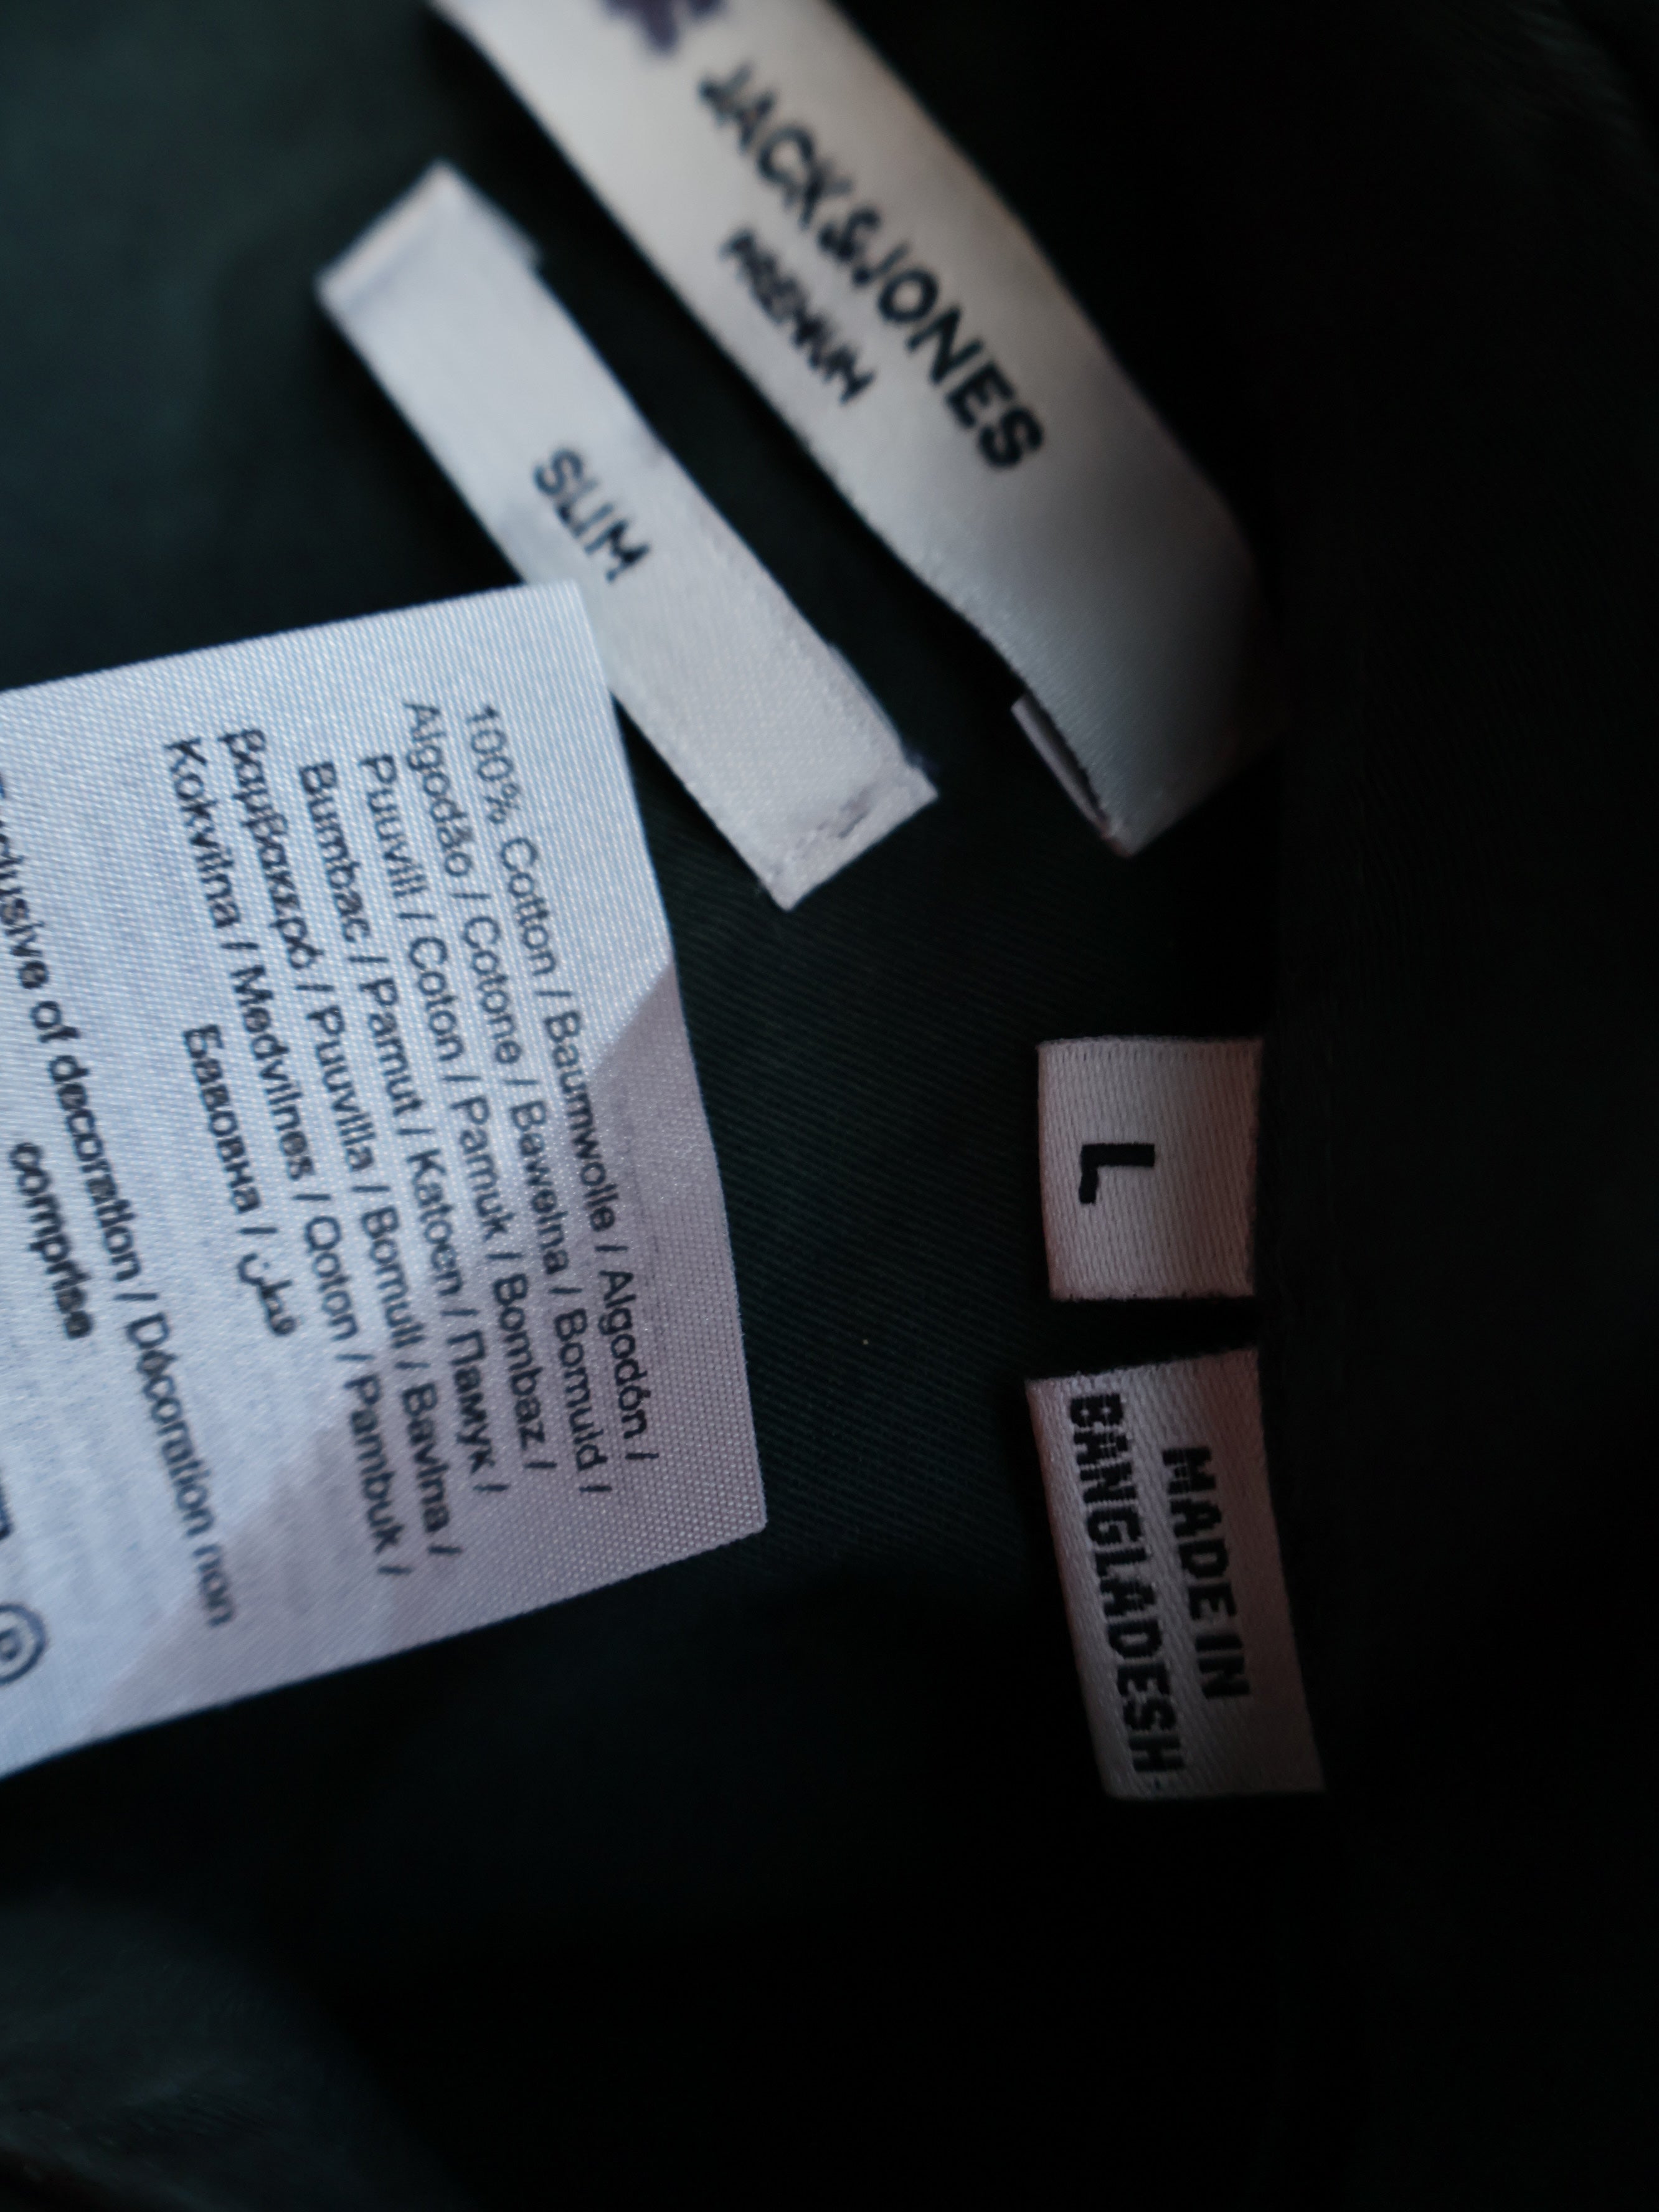 JACK&JONES
PREMIUM
SLIM
100% Cotton / Baumwolle / Algodón /
Algodão / Cotone / Bawełna / Bomuld /
Puuvill / Coton / Pamuk / Bombaz /
Bumbac / Pamut / Katoen / Памук /
βαμβακερό / Puuvilla / Bomull / Bavlna /
Kokvilna / Medvilnes / Qoton / Pambuk /
Бавовна / قطن
Exclusive of decoration / Décoration non
comprise
L
MADE IN
BANGLADESH